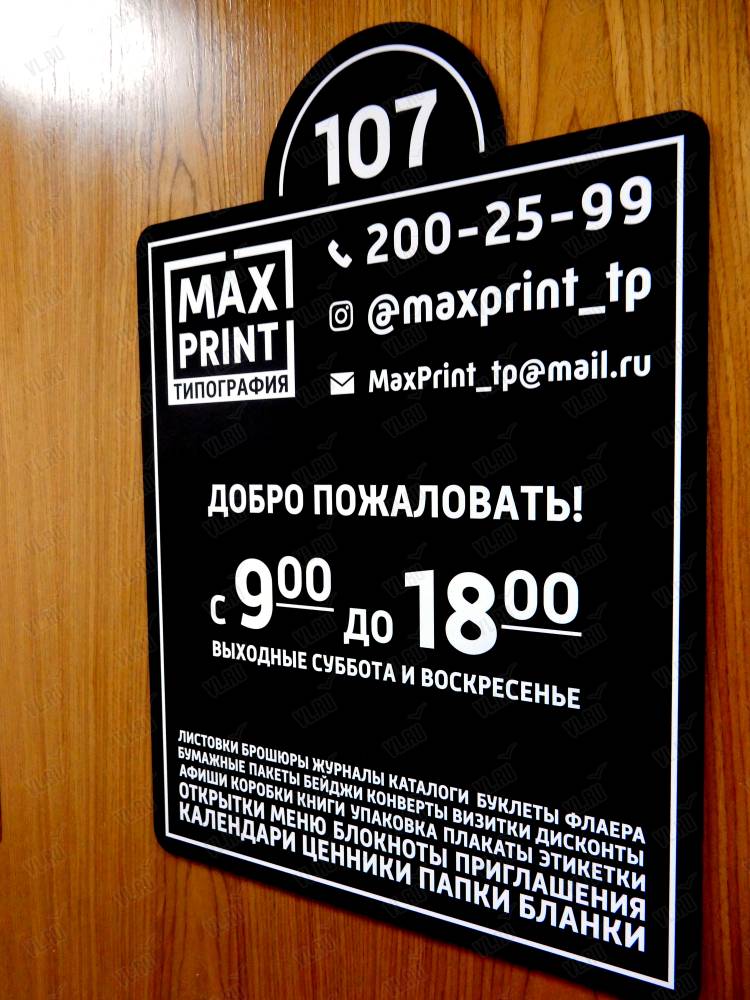 107
MAX
PRINT
ТИПОГРАФИЯ
200-25-99
@maxprint_tp
MaxPrint_tp@mail.ru
ДОБРО ПОЖАЛОВАТЬ!
С 900 ДО 1800
ВЫХОДНЫЕ СУББОТА И ВОСКРЕСЕНЬЕ
ЛИСТОВКИ БРОШЮРЫ ЖУРНАЛЫ КАТАЛОГИ БУКЛЕТЫ ФЛАЕРА
БУМАЖНЫЕ ПАКЕТЫ БЕЙДЖИ КОНВЕРТЫ ВИЗИТКИ ДИСКОНТЫ
АФИШИ КОРОБКИ КНИГИ УПАКОВКА ПЛАКАТЫ ЭТИКЕТКИ
ОТКРЫТКИ МЕНЮ БЛОКНОТЫ ПРИГЛАШЕНИЯ
КАЛЕНДАРИ ЦЕННИКИ ПАПКИ БЛАНКИ
VL.RU